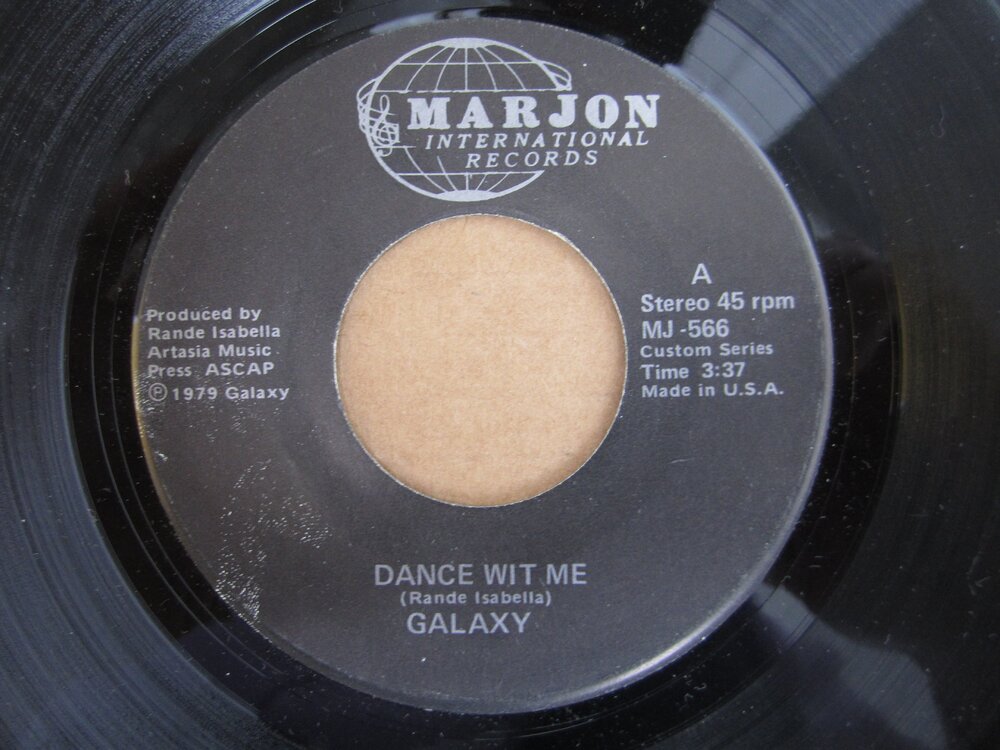 MARJON
INTERNATIONAL
RECORDS
Produced by
Rande Isabella
Artasia Music
Press ASCAP
Ⓟ 1979 Galaxy
A
Stereo 45 rpm
MJ-566
Custom Series
Time 3:37
Made in U.S.A.
DANCE WIT ME
(Rande Isabella)
GALAXY